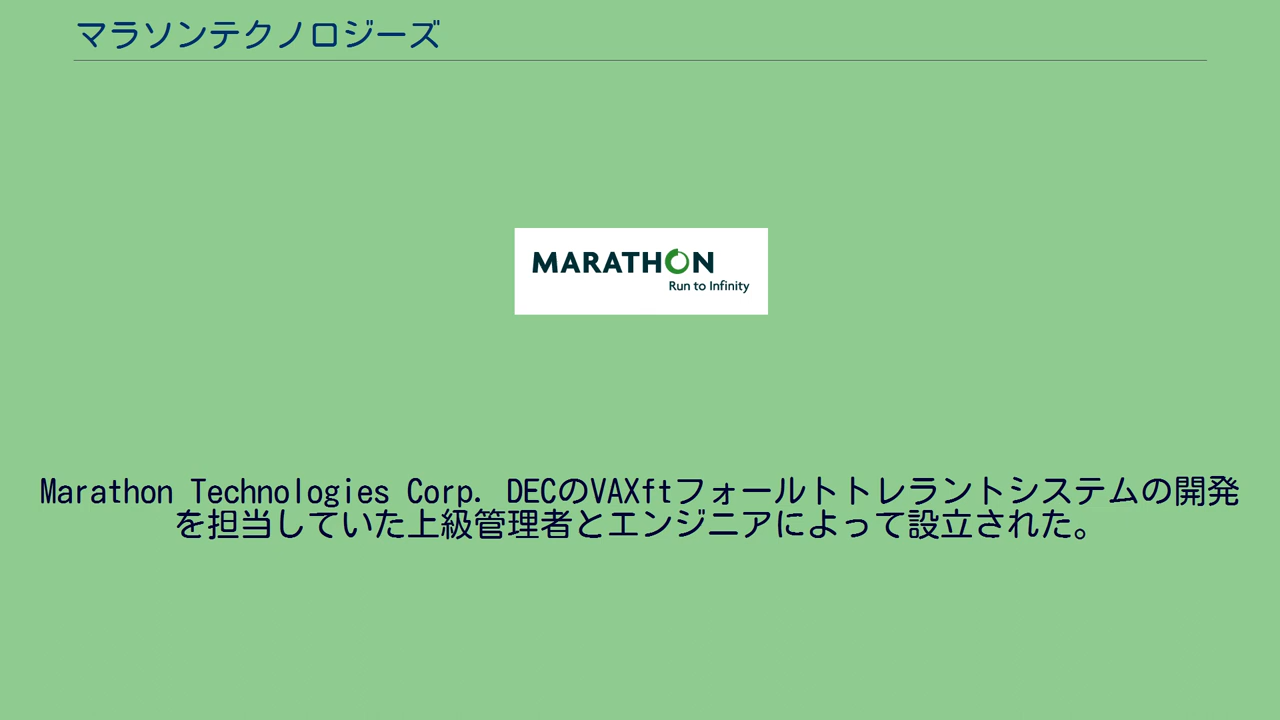 マラソンテクノロジーズ
MARATHON
Run to Infinity
Marathon Technologies Corp. DECのVAXftフォールトトレラントシステムの開発
を担当していた上級管理者とエンジニアによって設立された。